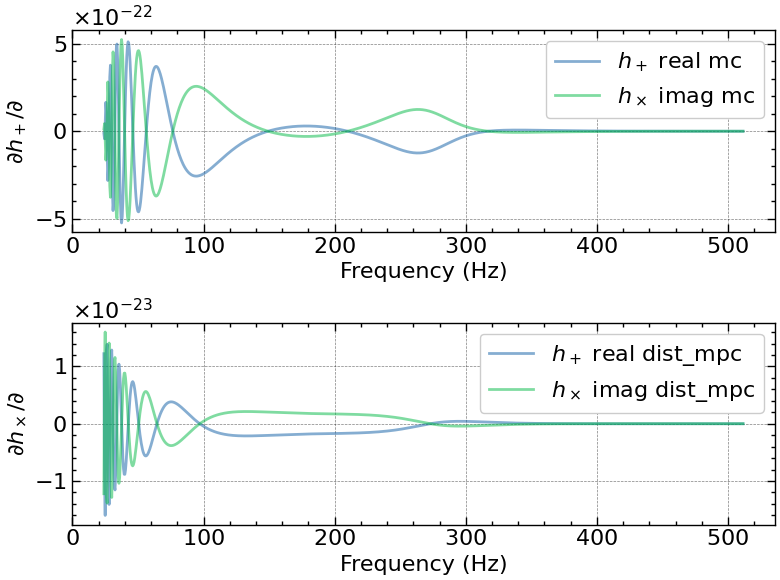 ×10⁻²²
h₊ real mc
hₓ imag mc
∂h₊/∂
5
0
−5
0 100 200 300 400 500
Frequency (Hz)
×10⁻²³
h₊ real dist_mpc
hₓ imag dist_mpc
∂hₓ/∂
1
0
−1
0 100 200 300 400 500
Frequency (Hz)